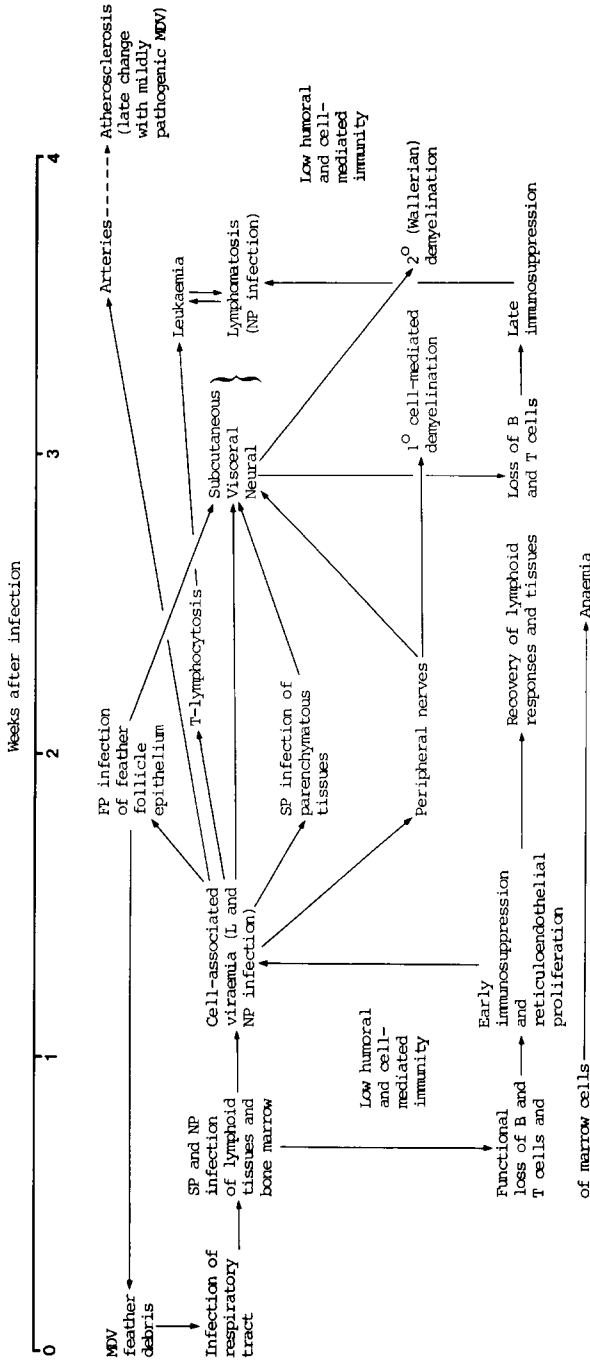 Weeks after infection
0
1
2
3
4
MDV
feather
debris
Infection of
respiratory
tract
SP and NP
infection
of lymphoid
tissues and
bone marrow
Functional
loss of B and
T cells and
of marrow cells
Anaemia
Low humoral
and cell-
mediated
immunity
Early
immunosuppression
and
reticuloendothelial
proliferation
Cell-associated
viraemia (L and
NP infection)
FP infection
of feather
follicle
epithelium
T-lymphocytosis
SP infection of
parenchymatous
tissues
Peripheral nerves
Recovery of lymphoid
responses and tissues
Subcutaneous
Visceral
Neural
}
1° cell-mediated
demyelination
Loss of B
and T cells
Late
immunosuppression
2° (Wallerian)
demyelination
Leukaemia
Lymphomatosis
(NP infection)
Low humoral
and cell-
mediated
immunity
Arteries
Atherosclerosis
(late change
with mildly
pathogenic MDV)